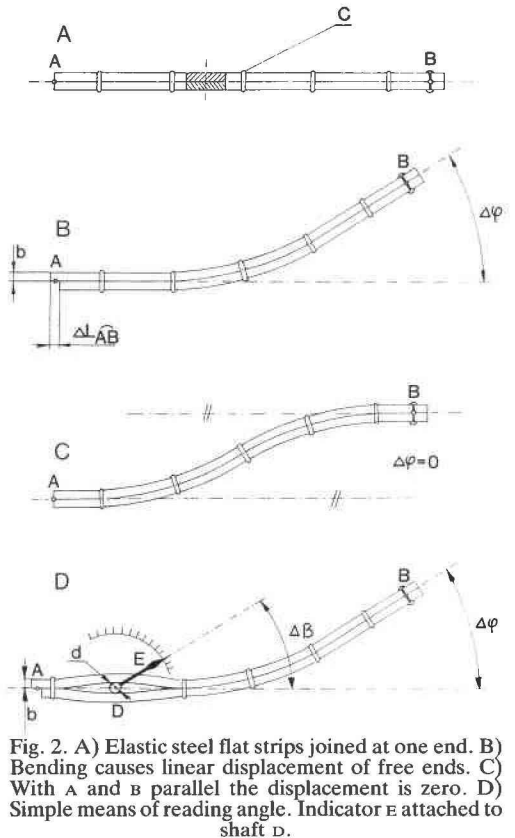 A
C
A
B
B
B
Δφ
b
A
ΔL AB
C
B
//
Δφ=0
A
//
D
B
Δβ
Δφ
d
E
A
b
D
Fig. 2. A) Elastic steel flat strips joined at one end. B)
Bending causes linear displacement of free ends. C)
With A and B parallel the displacement is zero. D)
Simple means of reading angle. Indicator E attached to
shaft D.